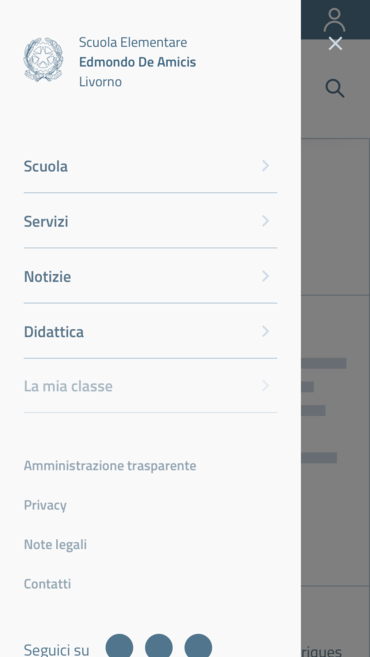 Scuola Elementare
Edmondo De Amicis
Livorno
Scuola
Servizi
Notizie
Didattica
La mia classe
Amministrazione trasparente
Privacy
Note legali
Contatti
Seguici su